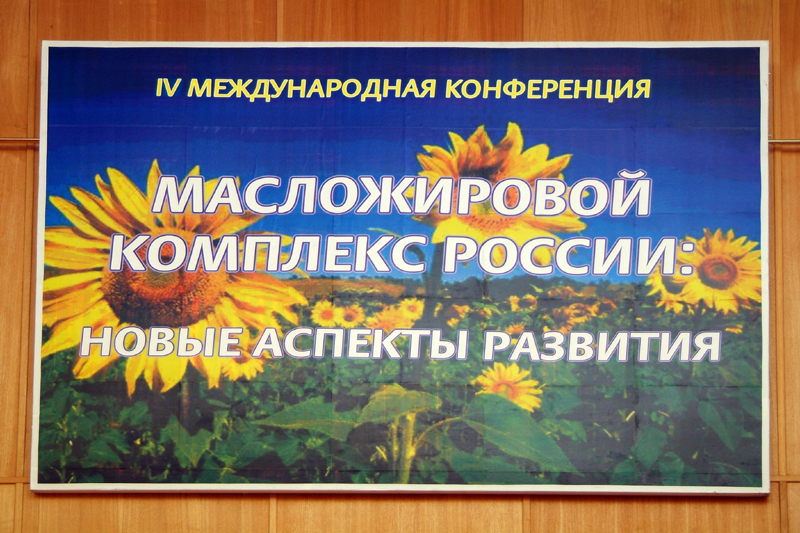 IV МЕЖДУНАРОДНАЯ КОНФЕРЕНЦИЯ
МАСЛОЖИРОВОЙ
КОМПЛЕКС РОССИИ:
НОВЫЕ АСПЕКТЫ РАЗВИТИЯ